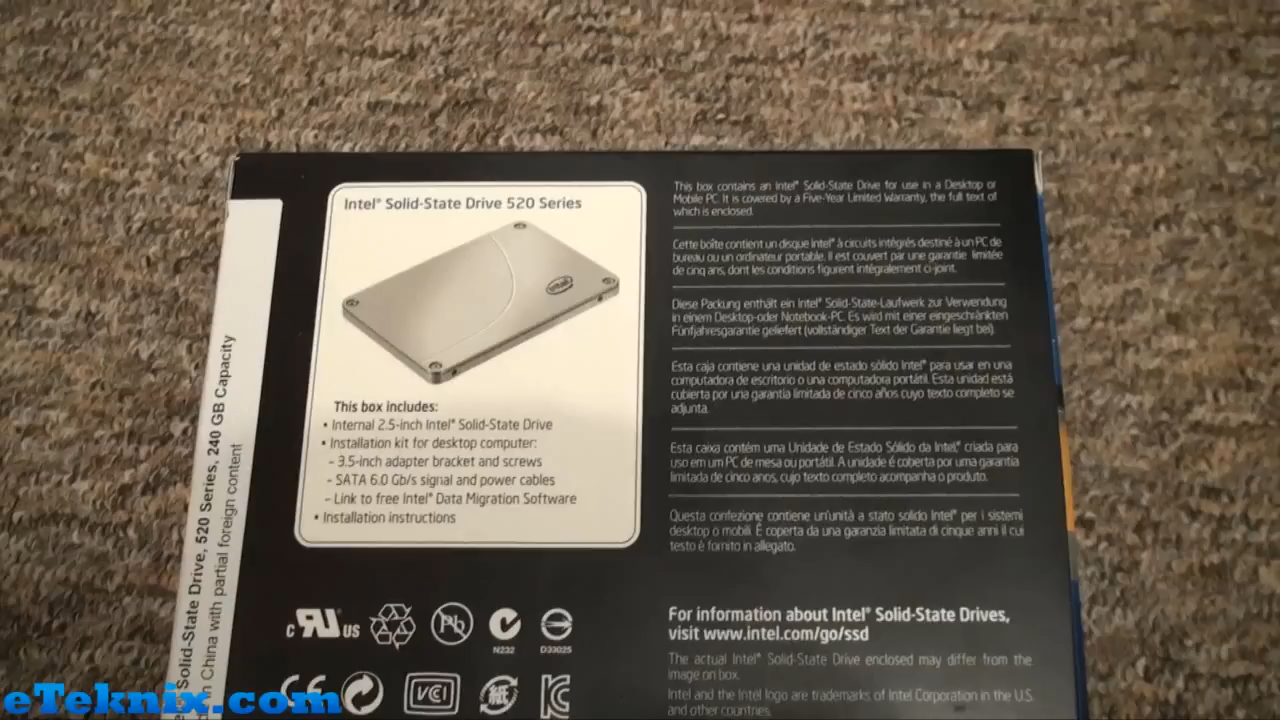 Intel® Solid-State Drive 520 Series
intel
This box includes:
• Internal 2.5-inch Intel® Solid-State Drive
• Installation kit for desktop computer:
– 3.5-inch adapter bracket and screws
– SATA 6.0 Gb/s signal and power cables
– Link to free Intel® Data Migration Software
• Installation instructions
This box contains an Intel® Solid-State Drive for use in a Desktop or
Mobile PC. It is covered by a Five-Year Limited Warranty, the full text of
which is enclosed.
Cette boîte contient un disque Intel® à circuits intégrés destiné à un PC de
bureau ou un ordinateur portable. Il est couvert par une garantie limitée
de cinq ans, dont les conditions figurent intégralement ci-joint.
Diese Packung enthält ein Intel® Solid-State-Laufwerk zur Verwendung
in einem Desktop-oder Notebook-PC. Es wird mit einer eingeschränkten
Fünfjahresgarantie geliefert (vollständiger Text der Garantie liegt bei).
Esta caja contiene una unidad de estado sólido Intel® para usar en una
computadora de escritorio o una computadora portátil. Esta unidad está
cubierta por una garantía limitada de cinco años cuyo texto completo se
adjunta.
Esta caixa contém uma Unidade de Estado Sólido da Intel,® criada para
uso em um PC de mesa ou portátil. A unidade é coberta por uma garantia
limitada de cinco anos, cujo texto completo acompanha o produto.
Questa confezione contiene un'unità a stato solido Intel® per i sistemi
desktop o mobili. È coperta da una garanzia limitata di cinque anni il cui
testo è fornito in allegato.
For information about Intel® Solid-State Drives,
visit www.intel.com/go/ssd
The actual Intel® Solid-State Drive enclosed may differ from the
image on box.
Intel and the Intel logo are trademarks of Intel Corporation in the U.S.
and other countries.
Solid-State Drive, 520 Series, 240 GB Capacity
China with partial foreign content
c RU US
Pb
N232
D33025
CE
VCI
紙
eTeknix.com